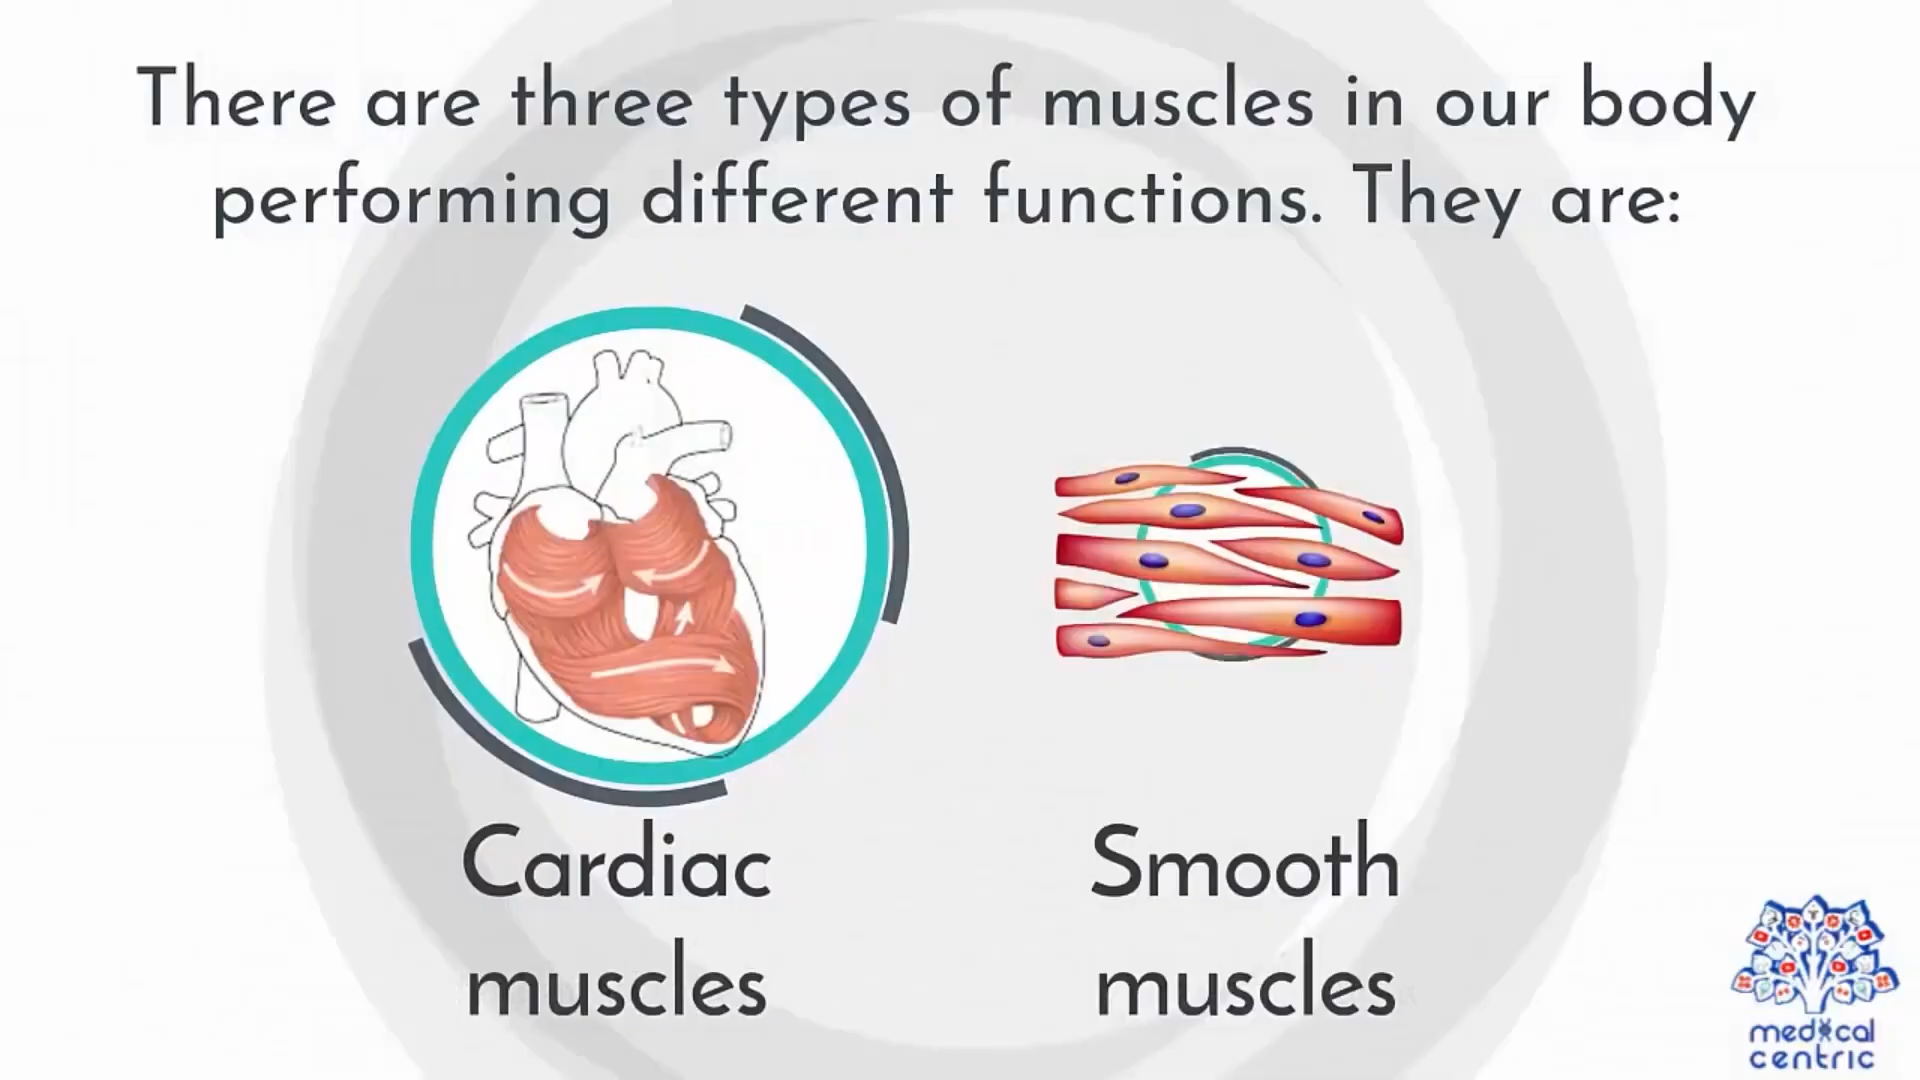 There are three types of muscles in our body
performing different functions. They are:
Cardiac
muscles
Smooth
muscles
medical
centric